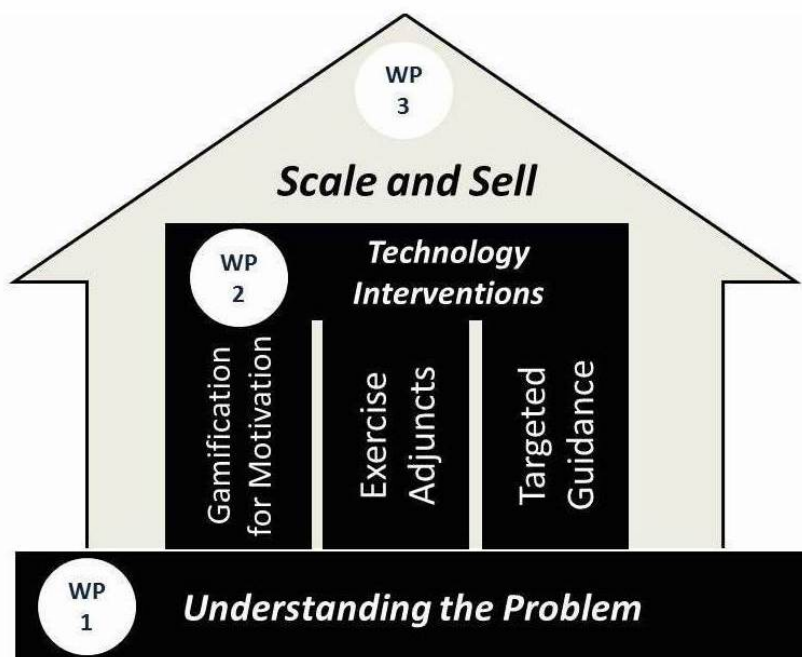 WP
3
Scale and Sell
WP
2
Technology
Interventions
Gamification
for Motivation
Exercise
Adjuncts
Targeted
Guidance
WP
1
Understanding the Problem